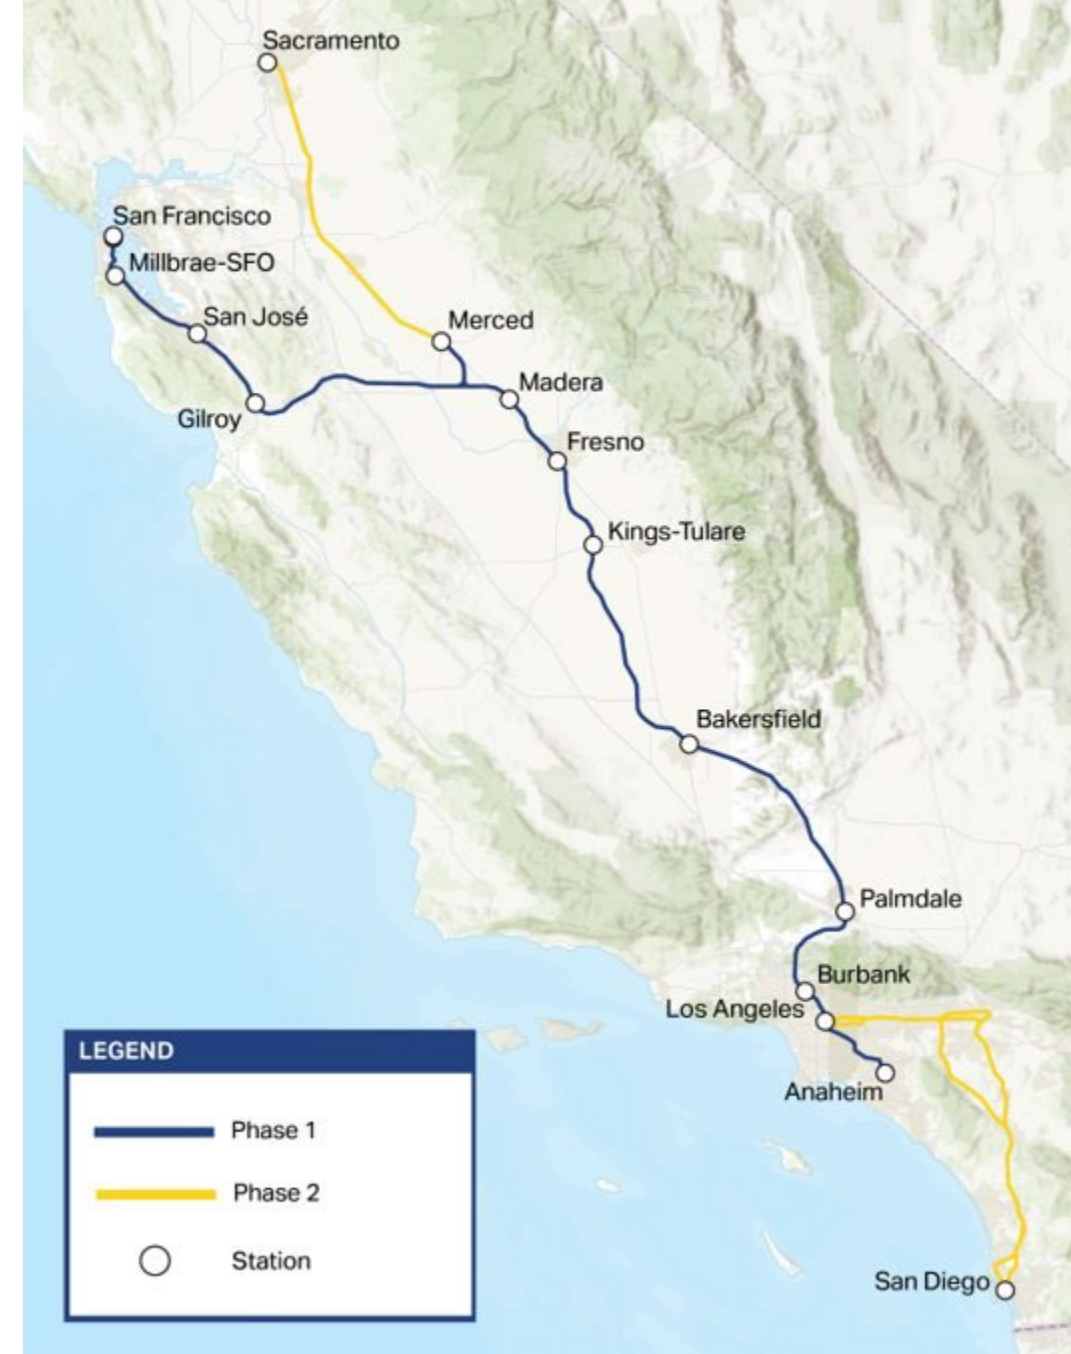 Sacramento
San Francisco
Millbrae-SFO
San José
Merced
Madera
Gilroy
Fresno
Kings-Tulare
Bakersfield
Palmdale
Burbank
Los Angeles
Anaheim
San Diego
LEGEND
Phase 1
Phase 2
Station